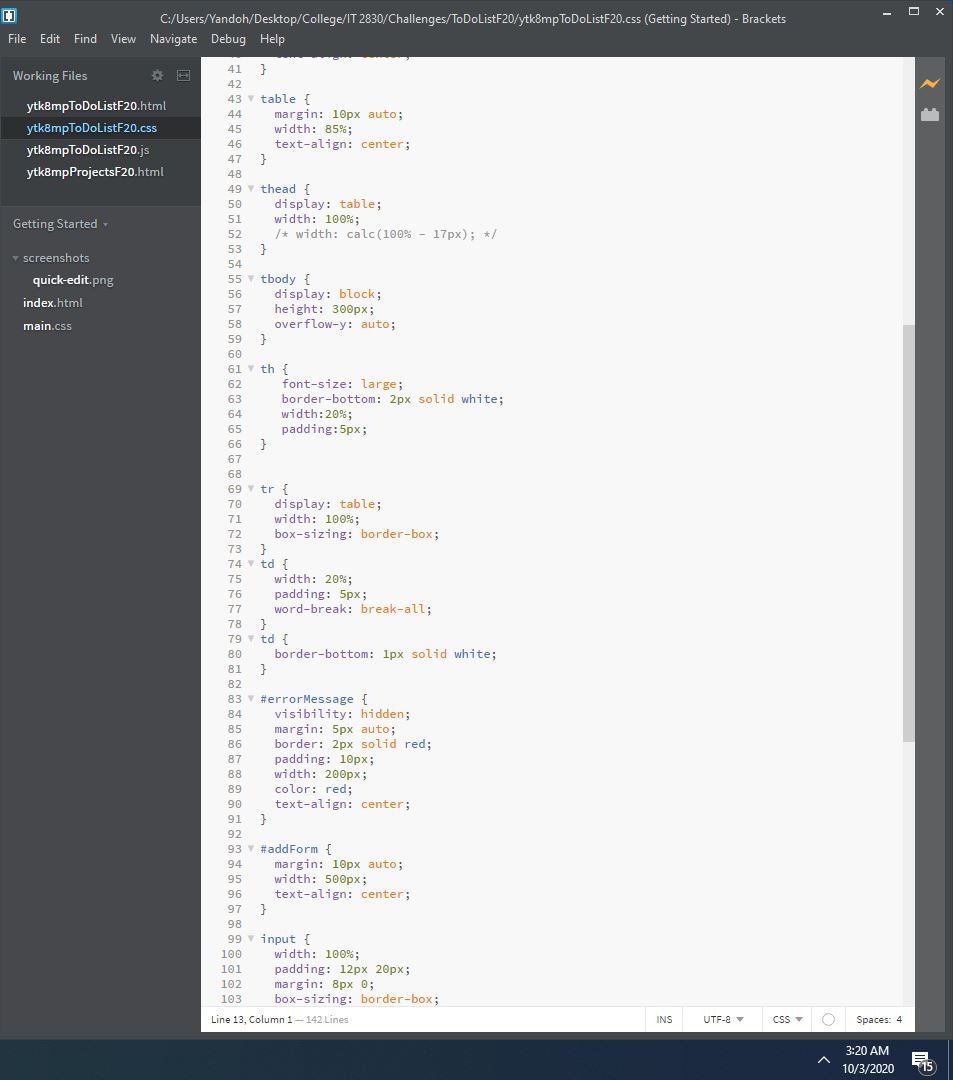 C:/Users/Yandoh/Desktop/College/IT 2830/Challenges/ToDoListF20/ytk8mpToDoListF20.css (Getting Started) - Brackets
File Edit Find View Navigate Debug Help
Working Files
ytk8mpToDoListF20.html
ytk8mpToDoListF20.css
ytk8mpToDoListF20.js
ytk8mpProjectsF20.html
Getting Started
screenshots
quick-edit.png
index.html
main.css
41 }
42
43 table {
44 margin: 10px auto;
45 width: 85%;
46 text-align: center;
47 }
48
49 thead {
50 display: table;
51 width: 100%;
52 /* width: calc(100% - 17px); */
53 }
54
55 tbody {
56 display: block;
57 height: 300px;
58 overflow-y: auto;
59 }
60
61 th {
62 font-size: large;
63 border-bottom: 2px solid white;
64 width:20%;
65 padding:5px;
66 }
67
68
69 tr {
70 display: table;
71 width: 100%;
72 box-sizing: border-box;
73 }
74 td {
75 width: 20%;
76 padding: 5px;
77 word-break: break-all;
78 }
79 td {
80 border-bottom: 1px solid white;
81 }
82
83 #errorMessage {
84 visibility: hidden;
85 margin: 5px auto;
86 border: 2px solid red;
87 padding: 10px;
88 width: 200px;
89 color: red;
90 text-align: center;
91 }
92
93 #addForm {
94 margin: 10px auto;
95 width: 500px;
96 text-align: center;
97 }
98
99 input {
100 width: 100%;
101 padding: 12px 20px;
102 margin: 8px 0;
103 box-sizing: border-box;
Line 13, Column 1 — 142 Lines
INS UTF-8 CSS Spaces: 4
3:20 AM
10/3/2020
15